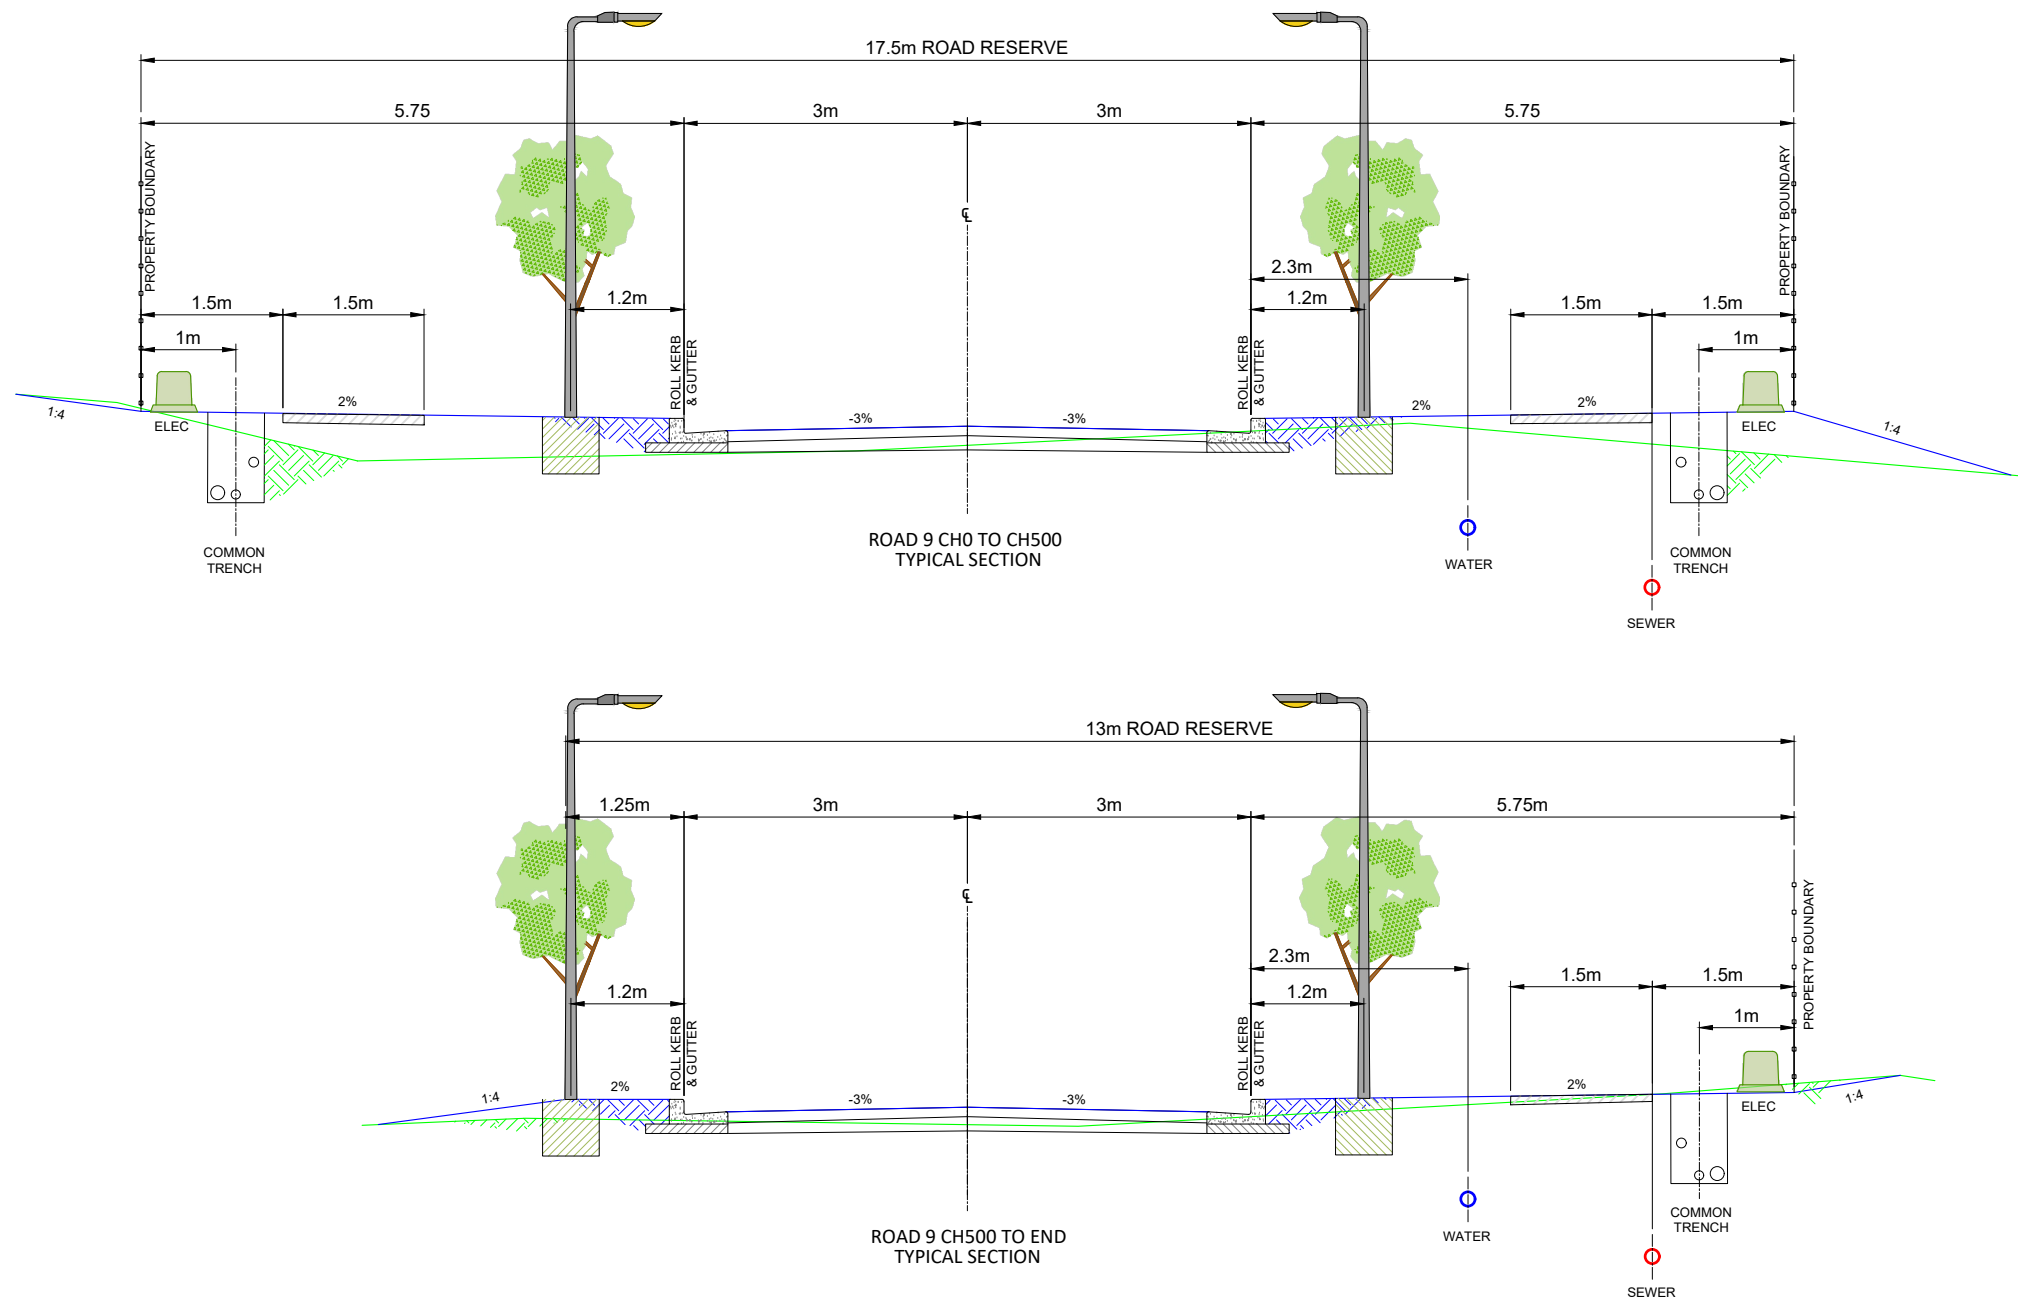 17.5m ROAD RESERVE
5.75
3m
3m
5.75
PROPERTY BOUNDARY
PROPERTY BOUNDARY
℄
2.3m
1.5m
1.5m
1.2m
1.2m
1.5m
1.5m
1m
1m
ROLL KERB
& GUTTER
ROLL KERB
& GUTTER
1:4
ELEC
2%
-3%
-3%
2%
2%
ELEC
1:4
COMMON
TRENCH
ROAD 9 CH0 TO CH500
TYPICAL SECTION
WATER
COMMON
TRENCH
SEWER
13m ROAD RESERVE
1.25m
3m
3m
5.75m
℄
PROPERTY BOUNDARY
2.3m
1.2m
1.2m
1.5m
1.5m
1m
ROLL KERB
& GUTTER
ROLL KERB
& GUTTER
1:4
2%
-3%
-3%
2%
ELEC
1:4
ROAD 9 CH500 TO END
TYPICAL SECTION
WATER
COMMON
TRENCH
SEWER